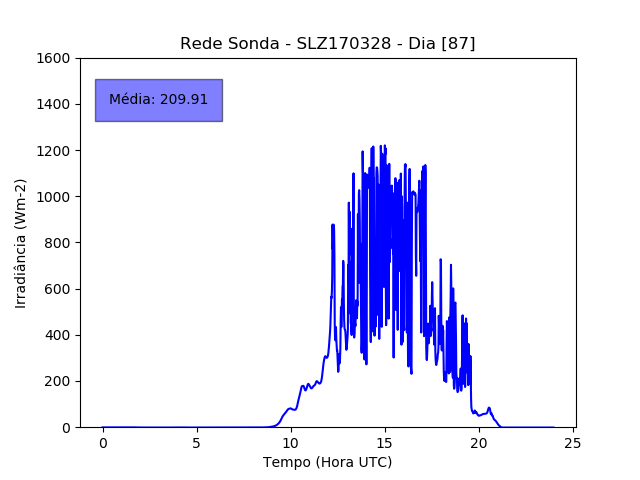 Rede Sonda - SLZ170328 - Dia [87]
1600
1400
1200
1000
800
600
400
200
0
Irradiância (Wm-2)
Média: 209.91
0 5 10 15 20 25
Tempo (Hora UTC)